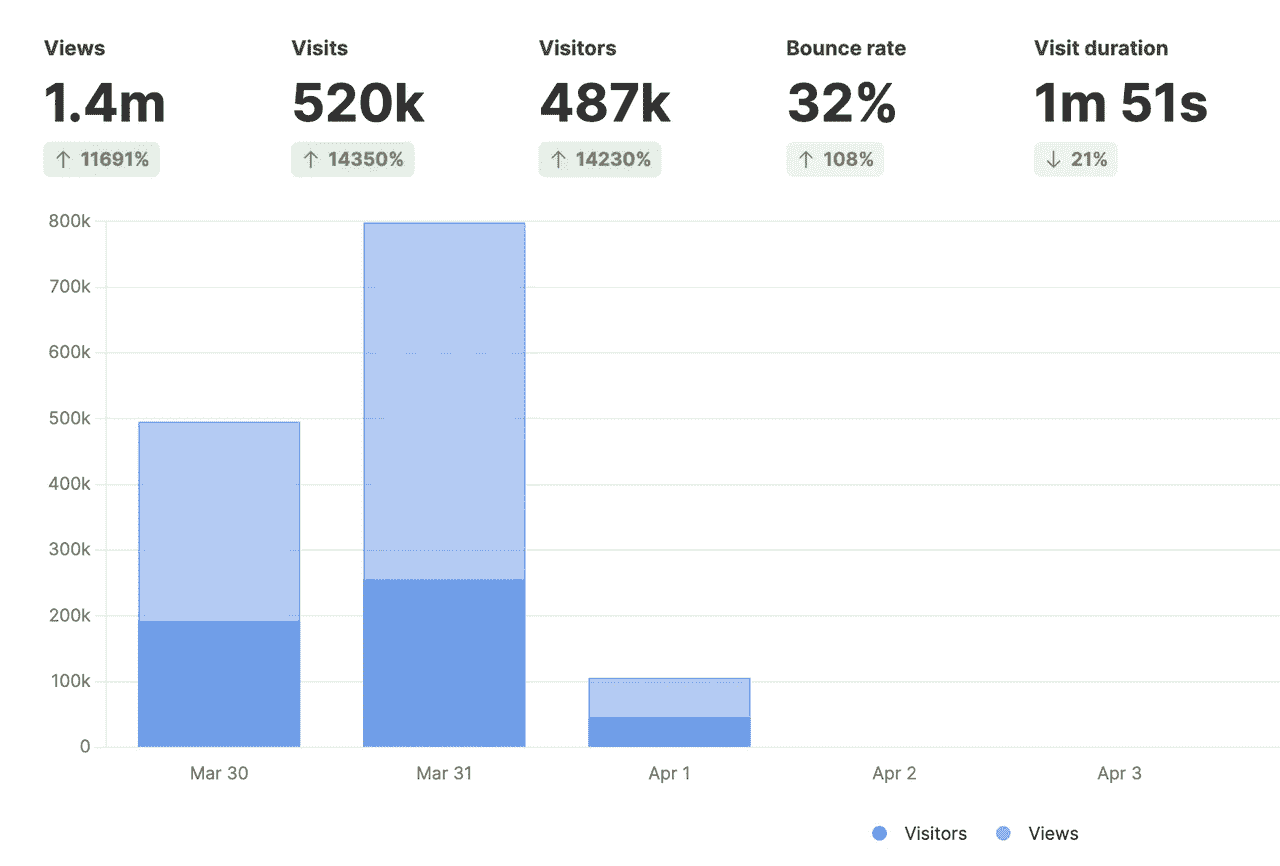 Views Visits Visitors Bounce rate Visit duration
1.4m 520k 487k 32% 1m 51s
↑ 11691% ↑ 14350% ↑ 14230% ↑ 108% ↓ 21%
800k
700k
600k
500k
400k
300k
200k
100k
0
Mar 30 Mar 31 Apr 1 Apr 2 Apr 3
Visitors Views